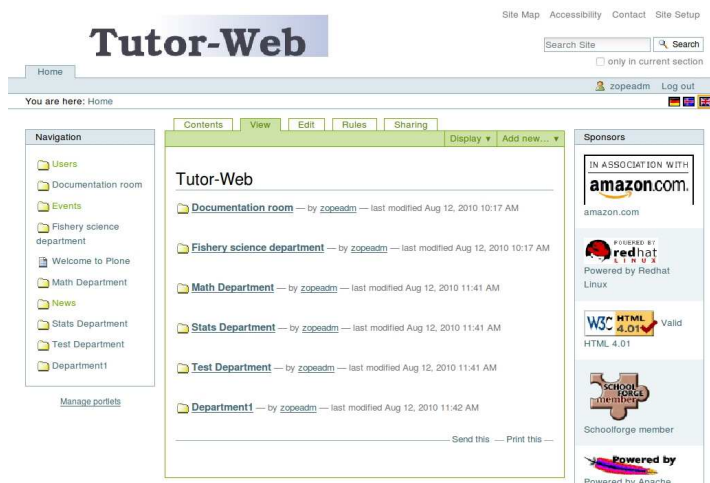 Site Map Accessibility Contact Site Setup
Tutor-Web
Search Site Search
only in current section
Home
zopeadm Log out
You are here: Home
Navigation
Users
Documentation room
Events
Fishery science
department
Welcome to Plone
Math Department
News
Stats Department
Test Department
Department1
Manage portlets
Contents View Edit Rules Sharing
Display ▼ Add new... ▼
Tutor-Web
Documentation room — by zopeadm — last modified Aug 12, 2010 10:17 AM
Fishery science department — by zopeadm — last modified Aug 12, 2010 10:17 AM
Math Department — by zopeadm — last modified Aug 12, 2010 11:41 AM
Stats Department — by zopeadm — last modified Aug 12, 2010 11:41 AM
Test Department — by zopeadm — last modified Aug 12, 2010 11:41 AM
Department1 — by zopeadm — last modified Aug 12, 2010 11:42 AM
Send this — Print this —
Sponsors
IN ASSOCIATION WITH
amazon.com.
amazon.com
POWERED BY
redhat
LINUX
Powered by Redhat
Linux
W3C HTML 4.01 Valid
HTML 4.01
SCHOOL
FORGE
member
Schoolforge member
Powered by
Powered by Apache